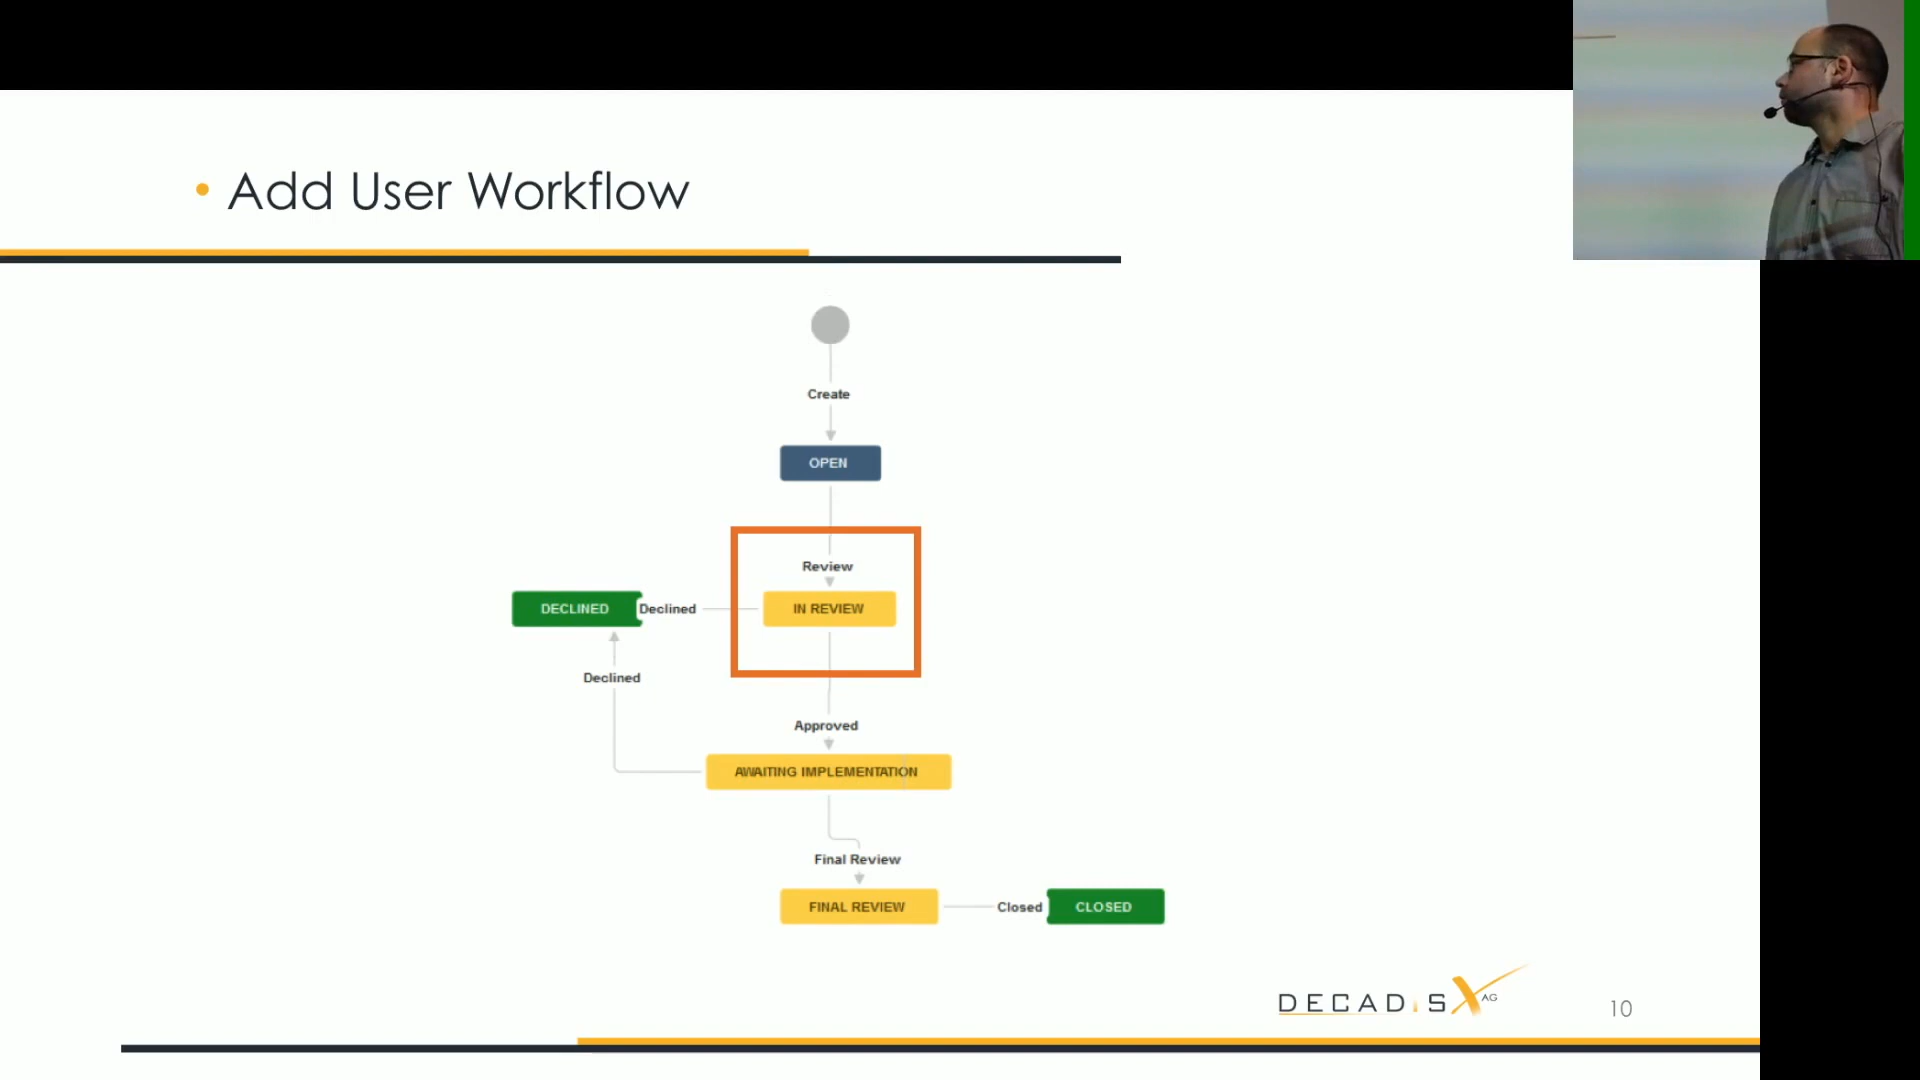 • Add User Workflow
Create
OPEN
Review
DECLINED Declined IN REVIEW
Declined
Approved
AWAITING IMPLEMENTATION
Final Review
FINAL REVIEW Closed CLOSED
DECADIS AG
10